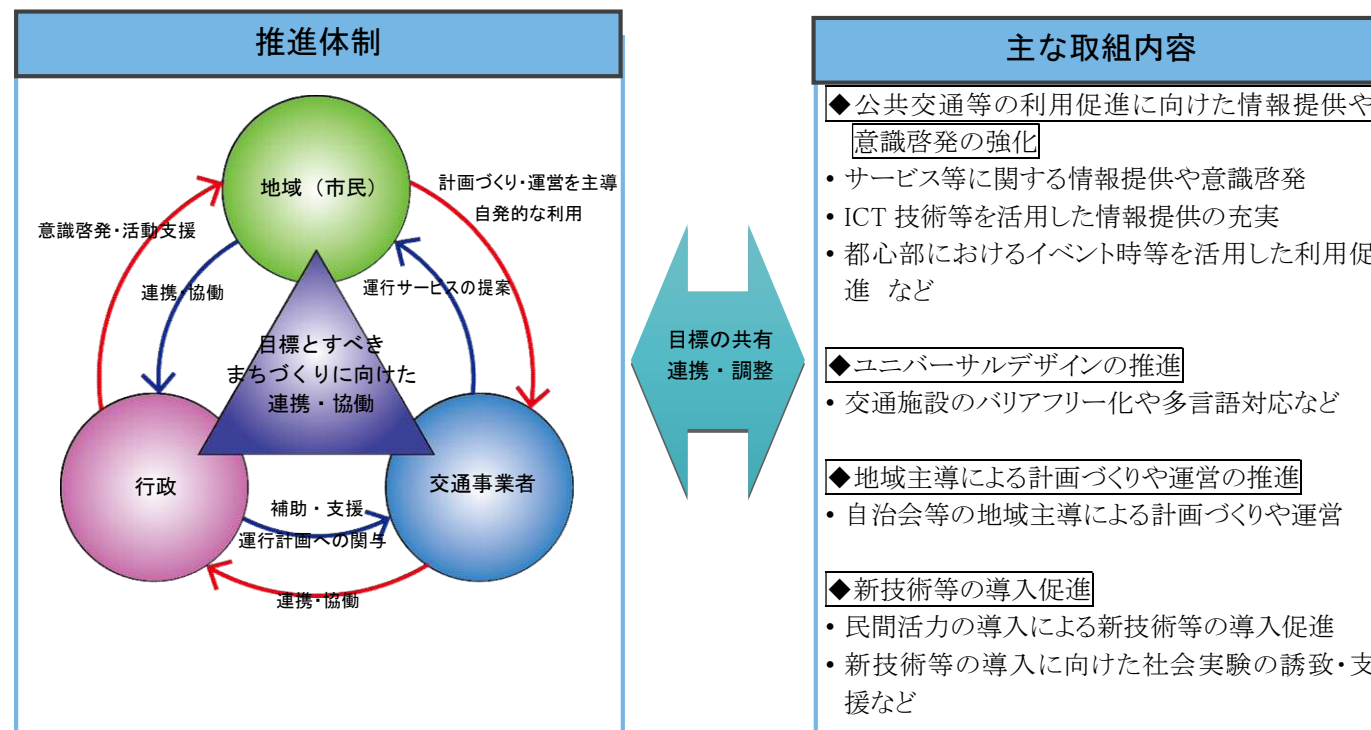 推進体制
地域（市民）
計画づくり・運営を主導
自発的な利用
意識啓発・活動支援
連携・協働
運行サービスの提案
目標とすべき
まちづくりに向けた
連携・協働
行政
交通事業者
補助・支援
運行計画への関与
連携・協働
目標の共有
連携・調整
主な取組内容
◆公共交通等の利用促進に向けた情報提供や
意識啓発の強化
• サービス等に関する情報提供や意識啓発
• ICT 技術等を活用した情報提供の充実
• 都心部におけるイベント時等を活用した利用促
進 など
◆ユニバーサルデザインの推進
• 交通施設のバリアフリー化や多言語対応など
◆地域主導による計画づくりや運営の推進
• 自治会等の地域主導による計画づくりや運営
◆新技術等の導入促進
• 民間活力の導入による新技術等の導入促進
• 新技術等の導入に向けた社会実験の誘致・支
援など